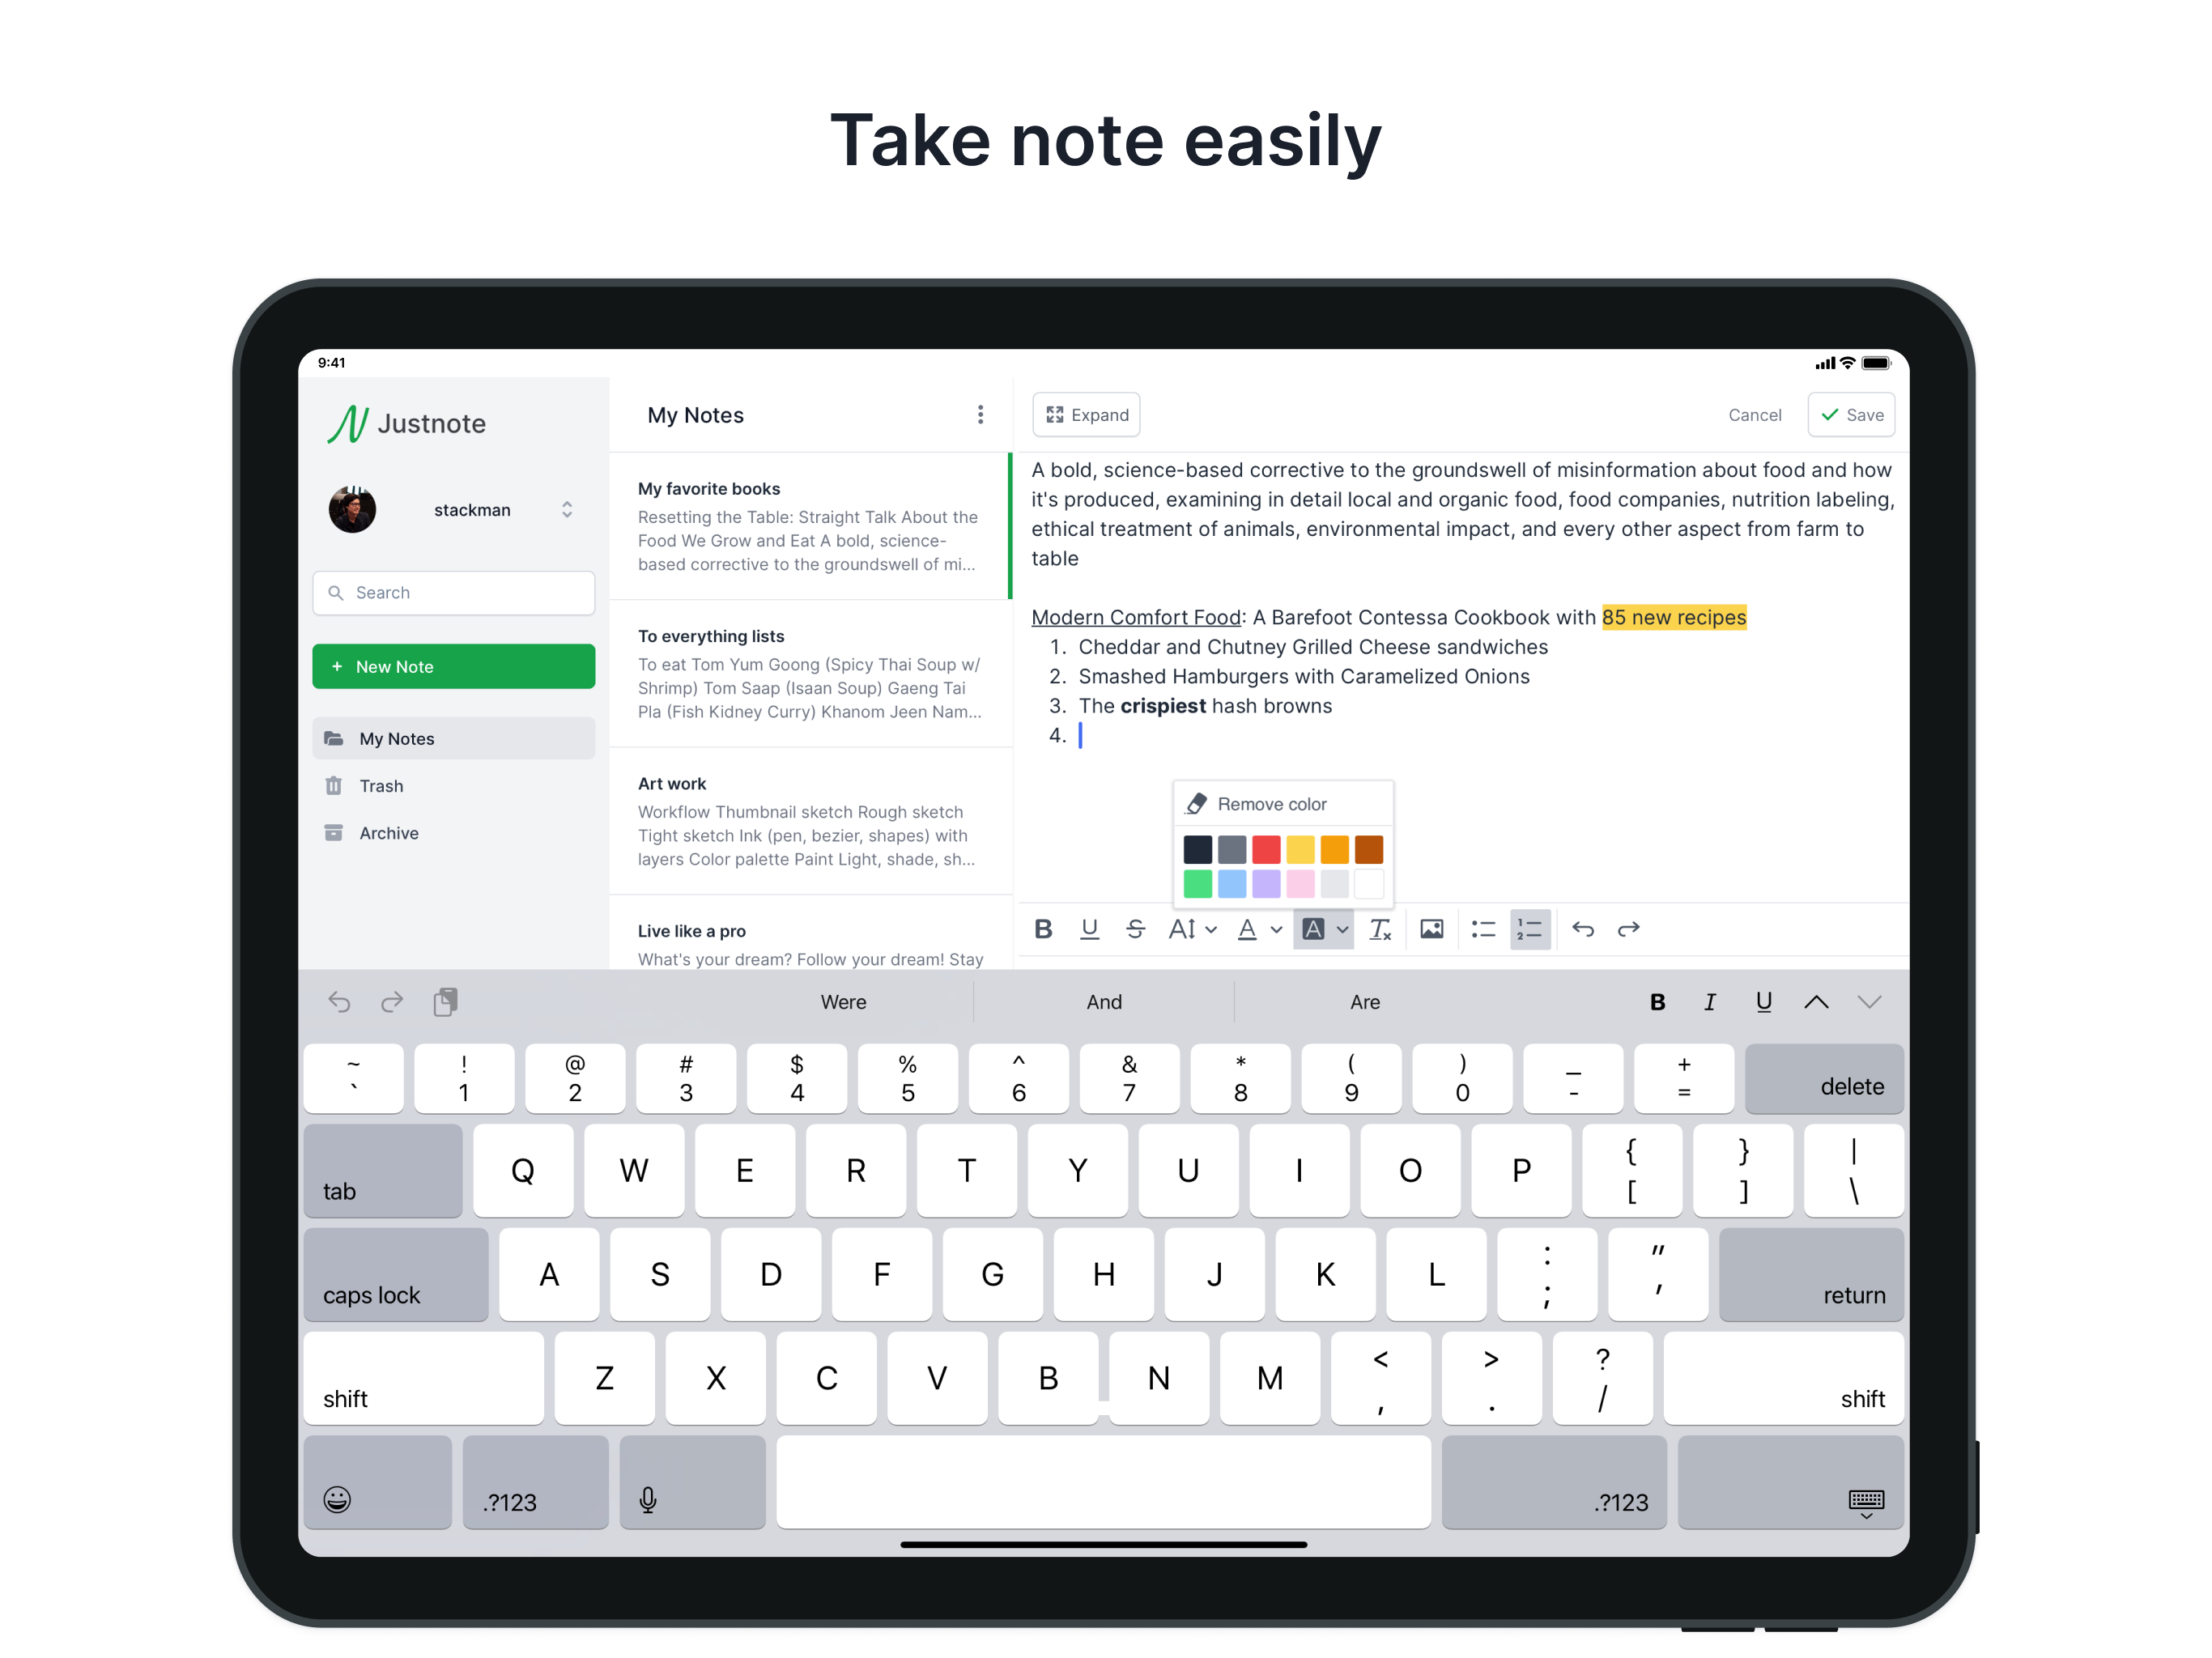 Take note easily
9:41
Justnote
stackman
Search
+ New Note
My Notes
Trash
Archive
My Notes
My favorite books
Resetting the Table: Straight Talk About the
Food We Grow and Eat A bold, science-
based corrective to the groundswell of mi...
To everything lists
To eat Tom Yum Goong (Spicy Thai Soup w/
Shrimp) Tom Saap (Isaan Soup) Gaeng Tai
Pla (Fish Kidney Curry) Khanom Jeen Nam...
Art work
Workflow Thumbnail sketch Rough sketch
Tight sketch Ink (pen, bezier, shapes) with
layers Color palette Paint Light, shade, sh...
Live like a pro
What's your dream? Follow your dream! Stay
Expand
Cancel
Save
A bold, science-based corrective to the groundswell of misinformation about food and how
it's produced, examining in detail local and organic food, food companies, nutrition labeling,
ethical treatment of animals, environmental impact, and every other aspect from farm to
table
Modern Comfort Food: A Barefoot Contessa Cookbook with 85 new recipes
1. Cheddar and Chutney Grilled Cheese sandwiches
2. Smashed Hamburgers with Caramelized Onions
3. The crispiest hash browns
4.
Remove color
B U S A A A T
Were And Are B I U
~ ! @ # $ % ^ & * ( ) _ +
` 1 2 3 4 5 6 7 8 9 0 - = delete
tab Q W E R T Y U I O P { [ } ] | \
caps lock A S D F G H J K L : ; " ' return
shift Z X C V B N M < , > . ? / shift
.?123 .?123